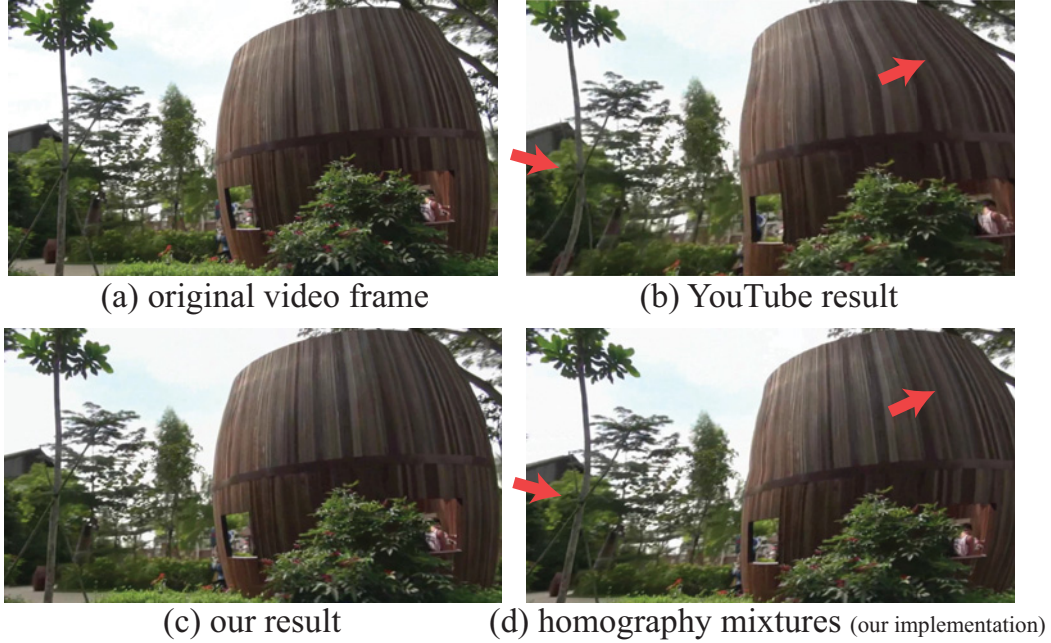 (a) original video frame
(b) YouTube result
(c) our result
(d) homography mixtures (our implementation)